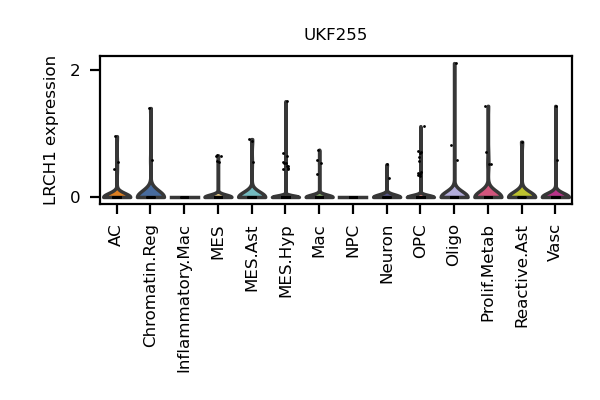 UKF255
LRCH1 expression
2
0
AC
Chromatin.Reg
Inflammatory.Mac
MES
MES.Ast
MES.Hyp
Mac
NPC
Neuron
OPC
Oligo
Prolif.Metab
Reactive.Ast
Vasc